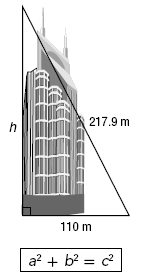 h
217.9 m
110 m
a² + b² = c²